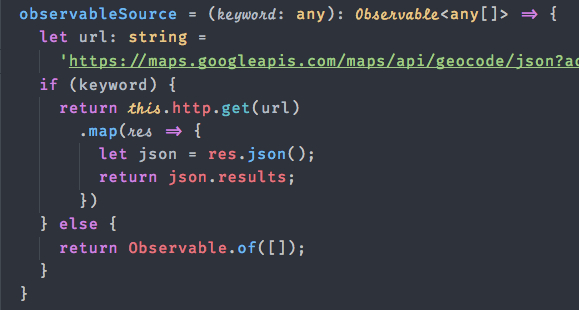 observableSource = (keyword: any): Observable<any[]> => {
let url: string =
'https://maps.googleapis.com/maps/api/geocode/json?ad
if (keyword) {
return this.http.get(url)
.map(res => {
let json = res.json();
return json.results;
})
} else {
return Observable.of([]);
}
}